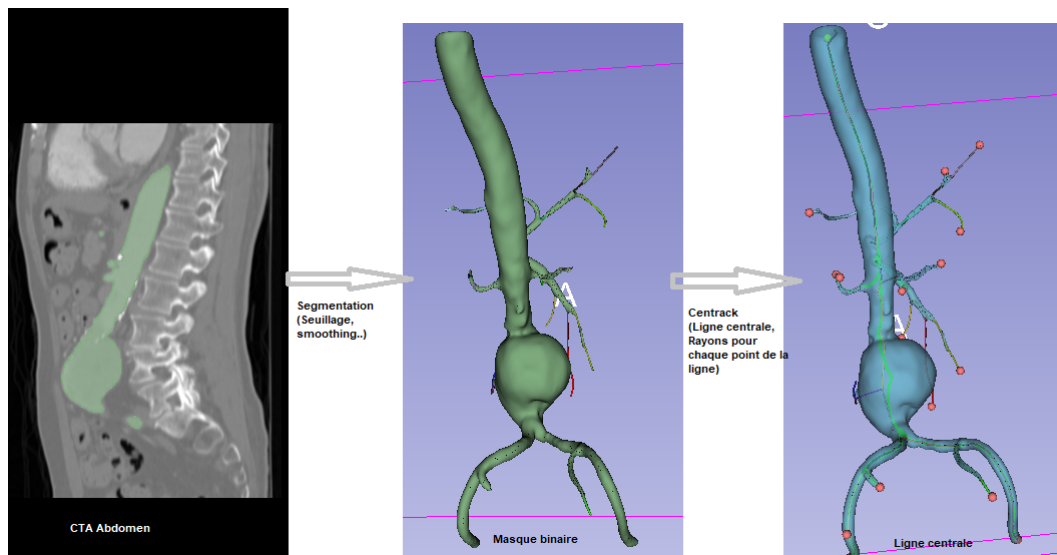 CTA Abdomen
Segmentation
(Seuillage,
smoothing..)
A
Masque binaire
Centrack
(Ligne centrale,
Rayons pour
chaque point de la
ligne)
A
Ligne centrale